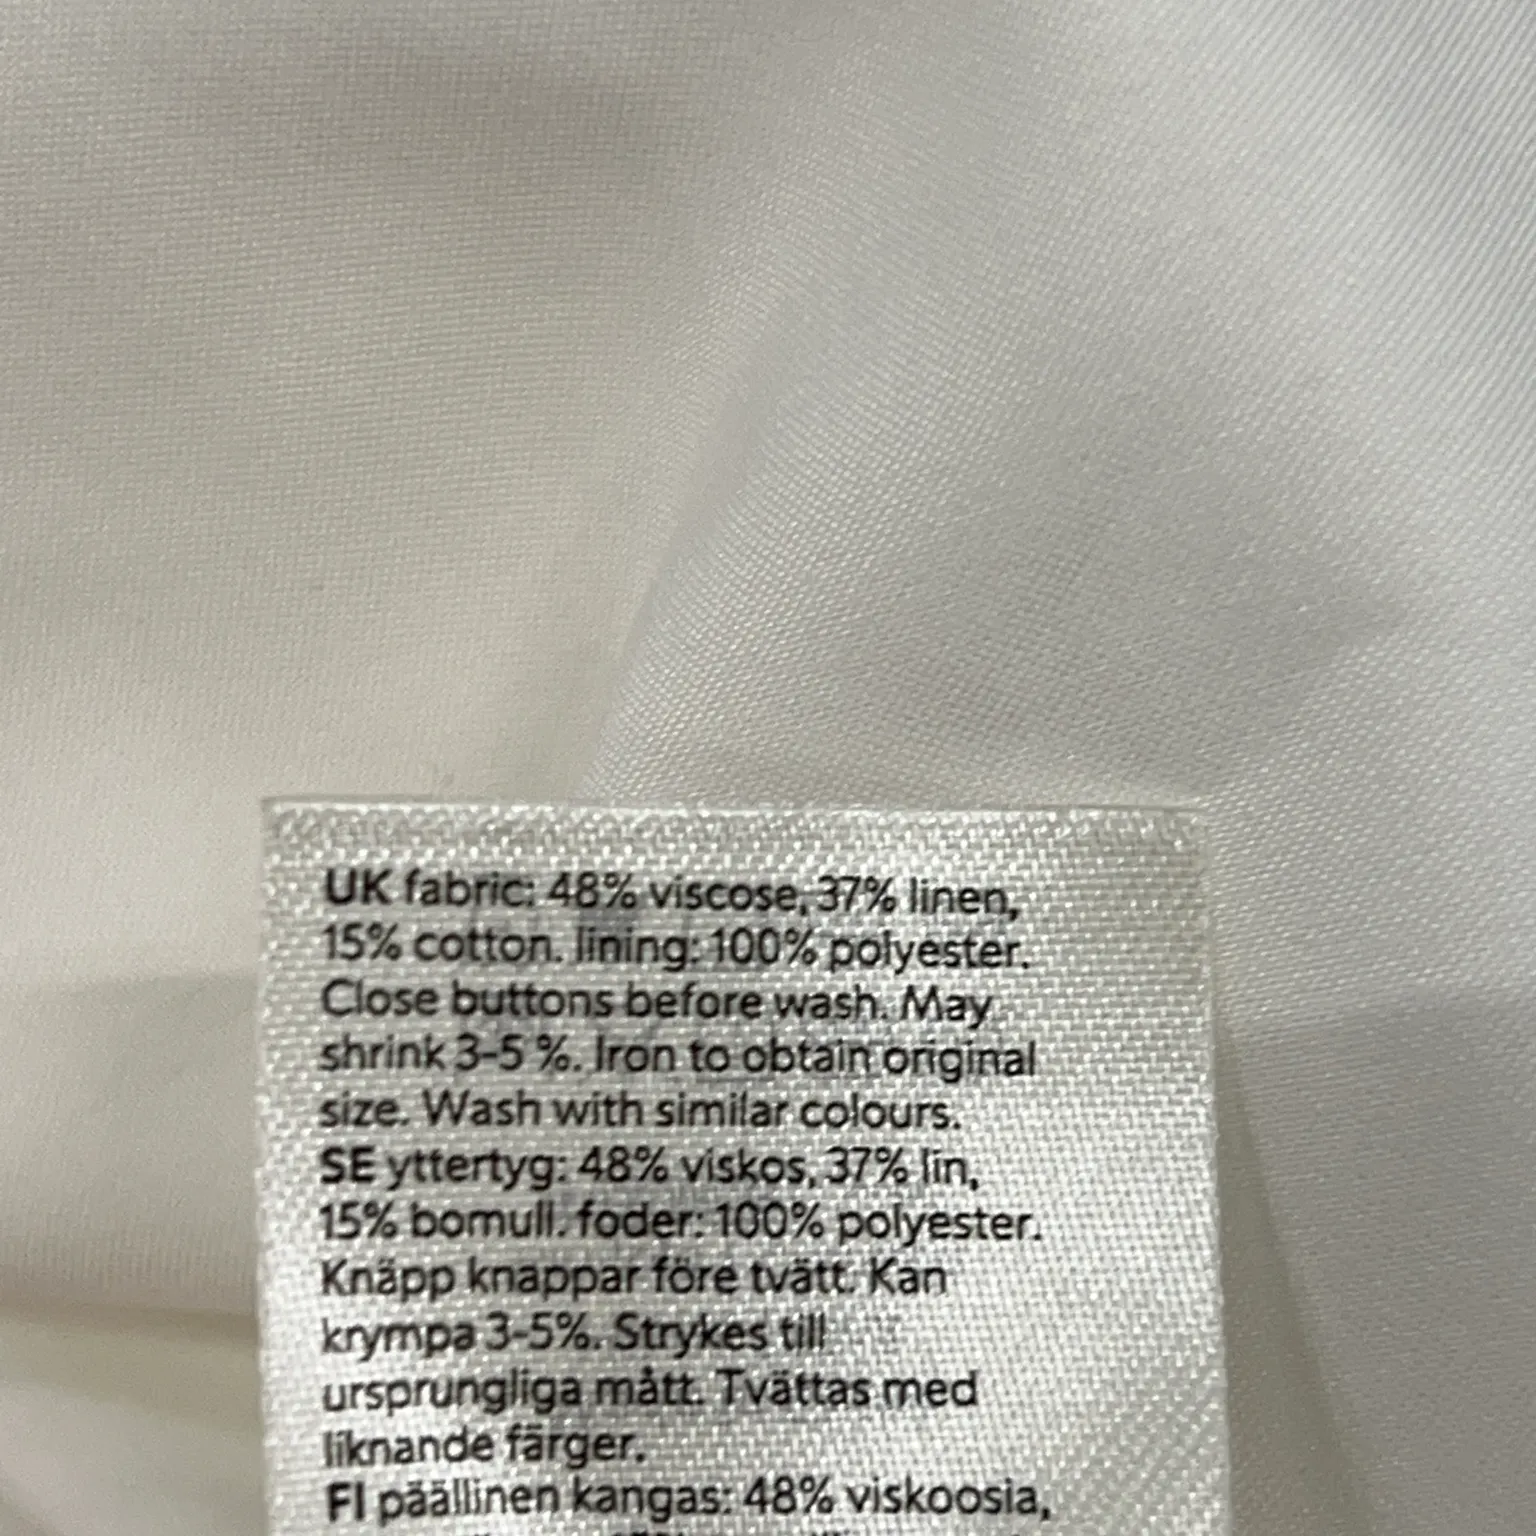 UK fabric: 48% viscose, 37% linen,
15% cotton. lining: 100% polyester.
Close buttons before wash. May
shrink 3-5 %. Iron to obtain original
size. Wash with similar colours.
SE yttertyg: 48% viskos, 37% lin,
15% bomull. foder: 100% polyester.
Knäpp knappar före tvätt. Kan
krympa 3-5%. Strykes till
ursprungliga mått. Tvättas med
liknande färger.
FI päällinen kangas: 48% viskoosia,